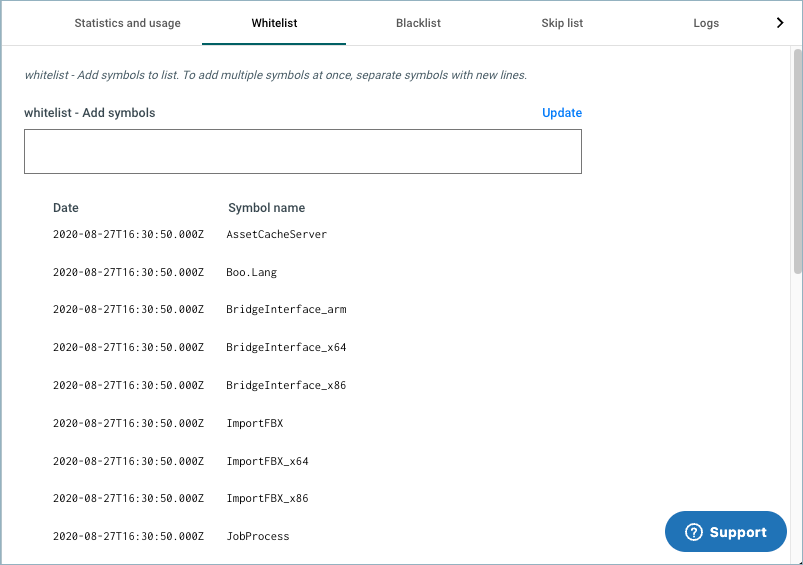 Statistics and usage Whitelist Blacklist Skip list Logs
whitelist - Add symbols to list. To add multiple symbols at once, separate symbols with new lines.
whitelist - Add symbols Update
Date Symbol name
2020-08-27T16:30:50.000Z AssetCacheServer
2020-08-27T16:30:50.000Z Boo.Lang
2020-08-27T16:30:50.000Z BridgeInterface_arm
2020-08-27T16:30:50.000Z BridgeInterface_x64
2020-08-27T16:30:50.000Z BridgeInterface_x86
2020-08-27T16:30:50.000Z ImportFBX
2020-08-27T16:30:50.000Z ImportFBX_x64
2020-08-27T16:30:50.000Z ImportFBX_x86
2020-08-27T16:30:50.000Z JobProcess
Support